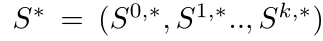 S^* = (S^{0,*}, S^{1,*}.., S^{k,*})